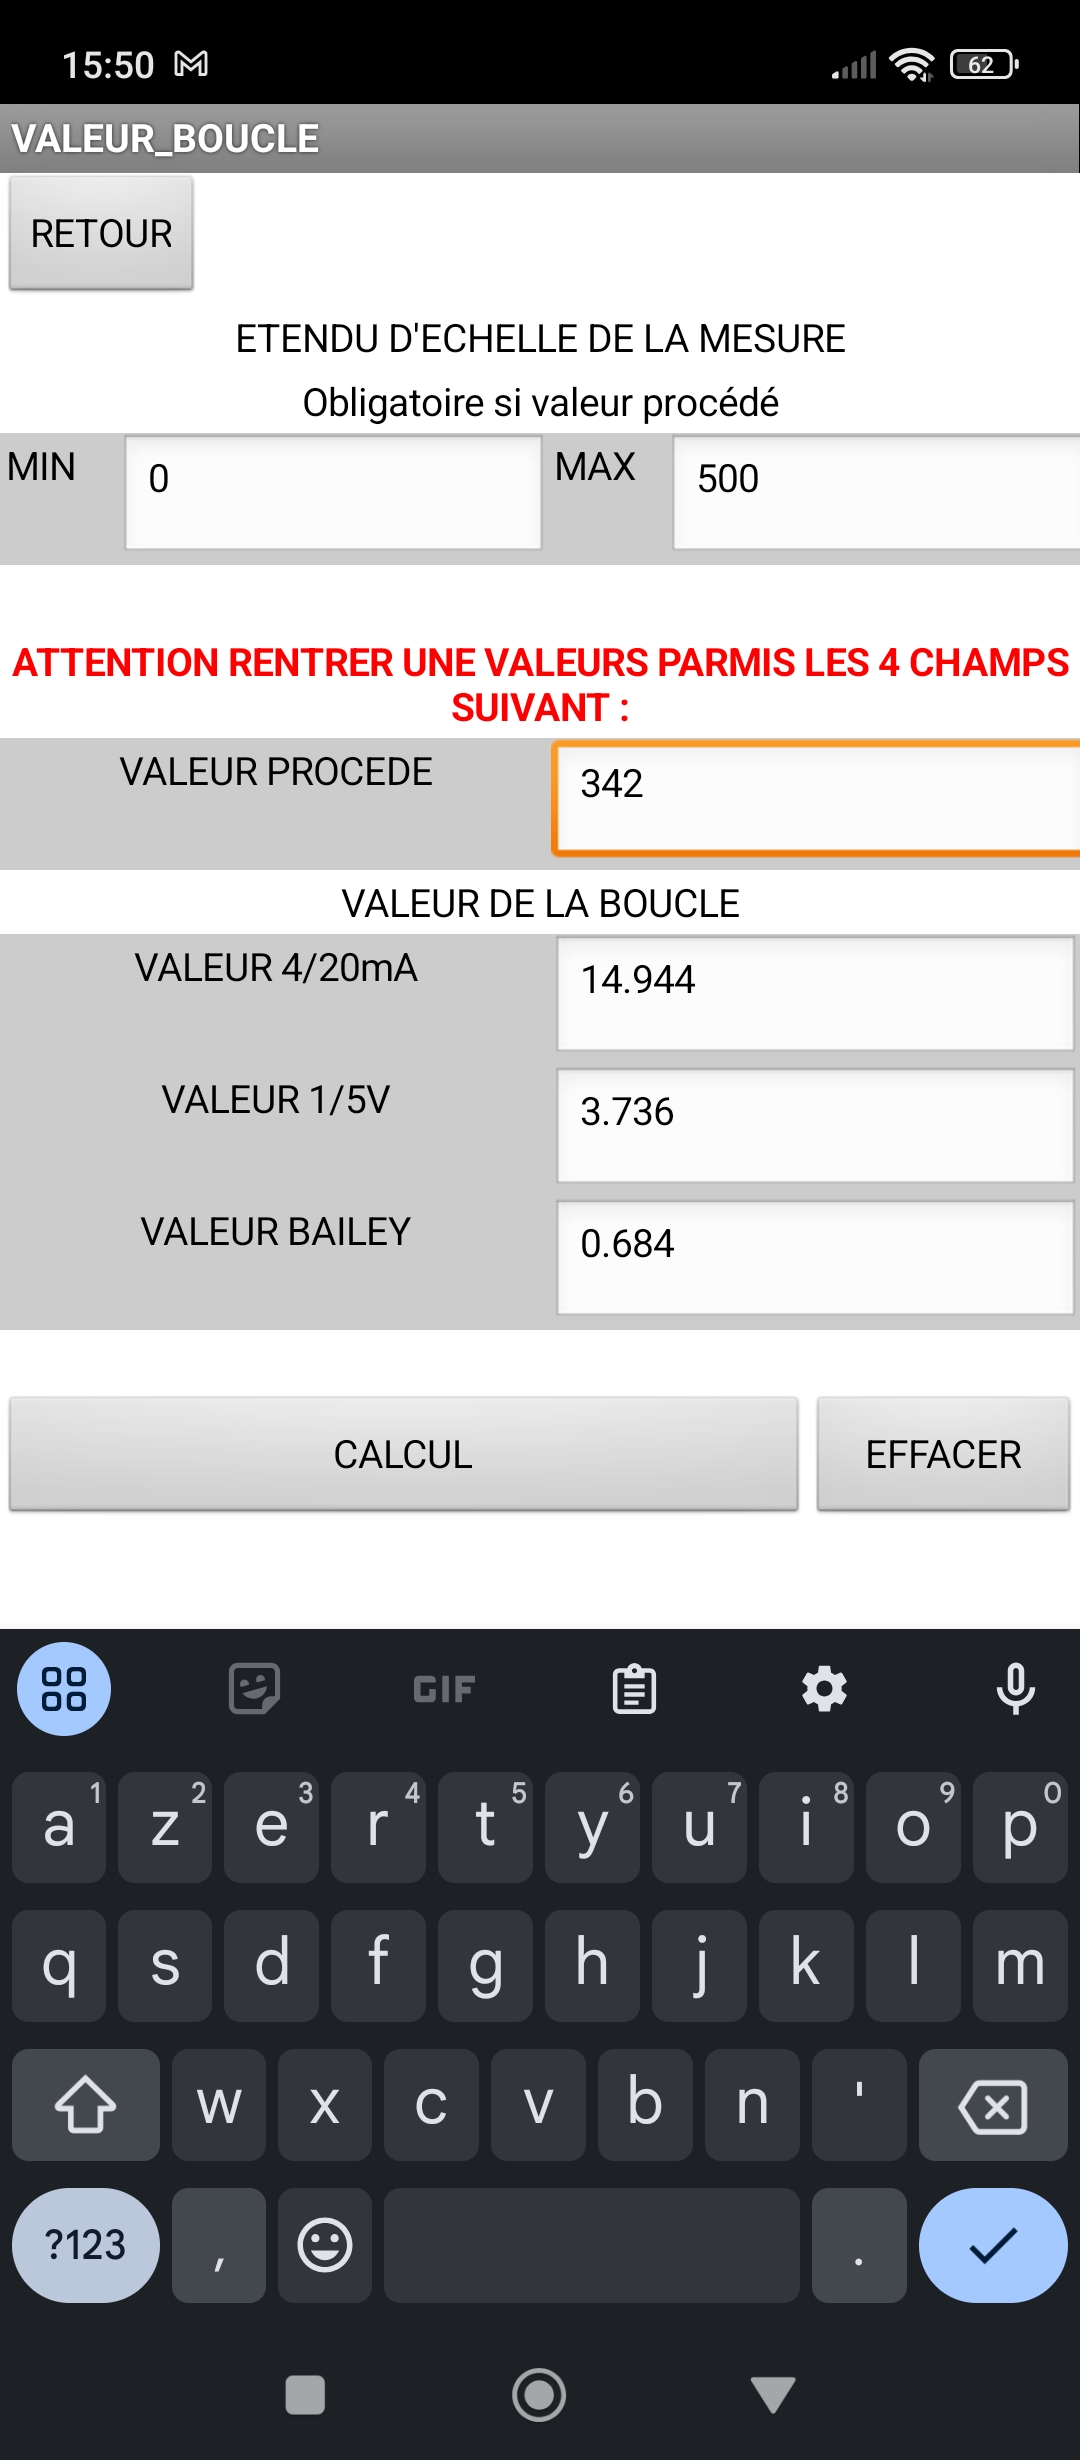 15:50
62
VALEUR_BOUCLE
RETOUR
ETENDU D'ECHELLE DE LA MESURE
Obligatoire si valeur procédé
MIN 0 MAX 500
ATTENTION RENTRER UNE VALEURS PARMIS LES 4 CHAMPS
SUIVANT :
VALEUR PROCEDE 342
VALEUR DE LA BOUCLE
VALEUR 4/20mA 14.944
VALEUR 1/5V 3.736
VALEUR BAILEY 0.684
CALCUL EFFACER
GIF
a 1 z 2 e 3 r 4 t 5 y 6 u 7 i 8 o 9 p 0
q s d f g h j k l m
w x c v b n '
?123 , .